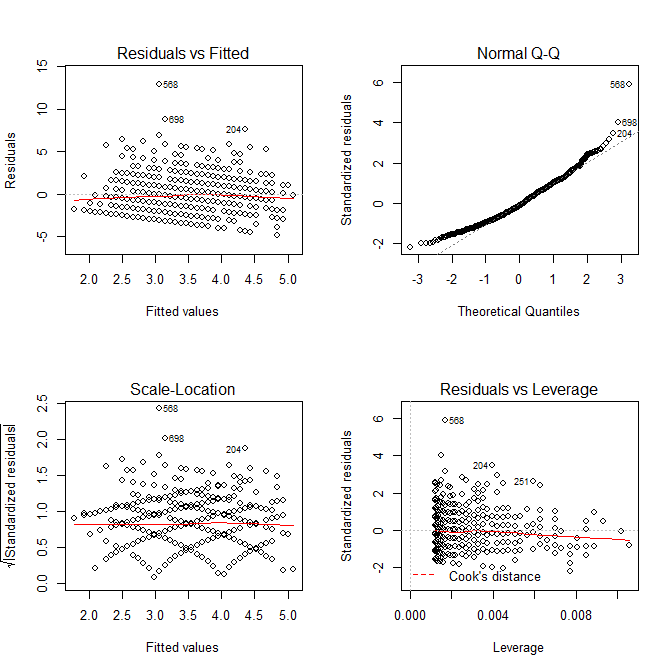 Residuals vs Fitted
Residuals
15
10
5
0
-5
568
698
204
2.0 2.5 3.0 3.5 4.0 4.5 5.0
Fitted values
Normal Q-Q
Standardized residuals
6
4
2
0
-2
568
698
204
-3 -2 -1 0 1 2 3
Theoretical Quantiles
Scale-Location
√|Standardized residuals|
2.5
2.0
1.5
1.0
0.5
0.0
568
698
204
2.0 2.5 3.0 3.5 4.0 4.5 5.0
Fitted values
Residuals vs Leverage
Standardized residuals
6
4
2
0
-2
568
204
251
Cook's distance
0.000 0.004 0.008
Leverage